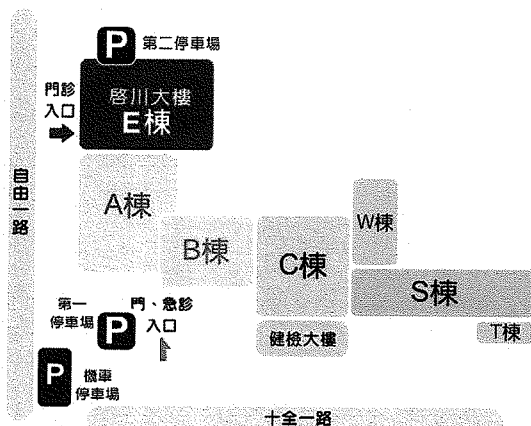 P 第二停車場
門診
入口
啓川大樓
E棟
自由一路
A棟
B棟
C棟
W棟
S棟
T棟
健檢大樓
第一
停車場
P
門、急診
入口
P
機車
停車場
十全一路